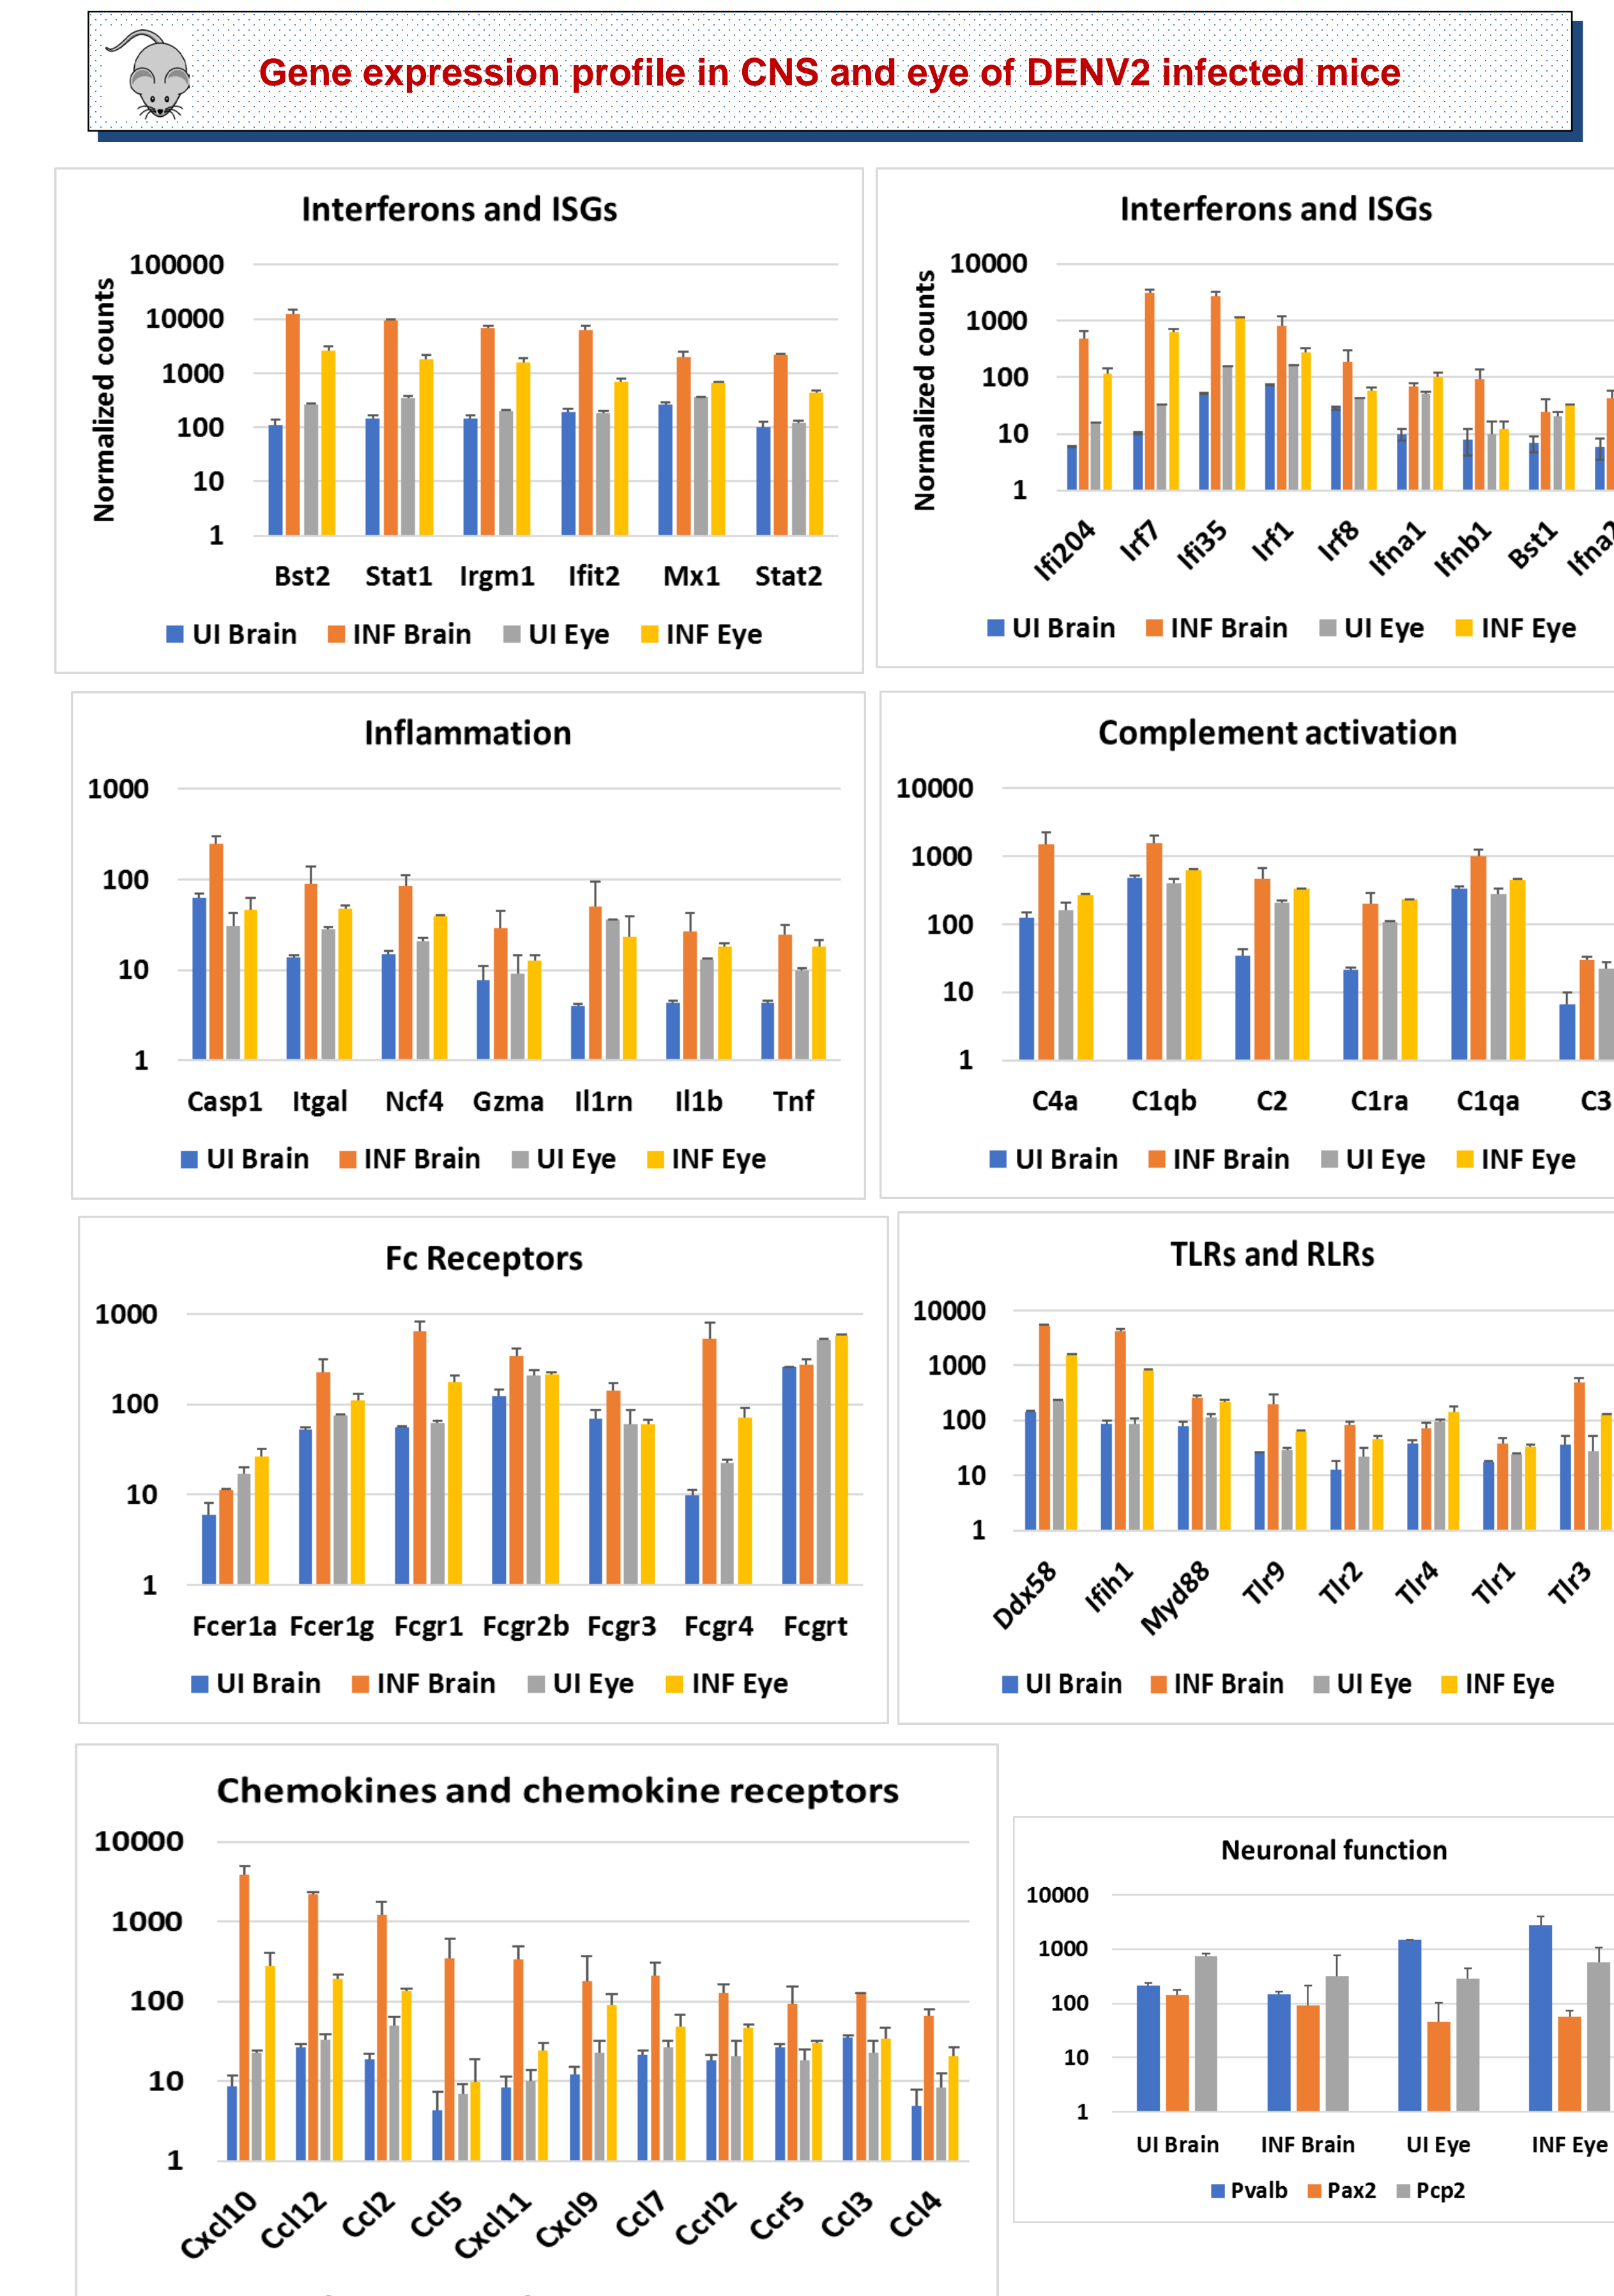 Gene expression profile in CNS and eye of DENV2 infected mice
Interferons and ISGs
Normalized counts
100000
10000
1000
100
10
1
Bst2 Stat1 Irgm1 Ifit2 Mx1 Stat2
UI Brain INF Brain UI Eye INF Eye
Interferons and ISGs
Normalized counts
10000
1000
100
10
1
Ifi204 Irf7 Ifi35 Irf1 Irf8 Ifna1 Ifnb1 Bst1
UI Brain INF Brain UI Eye INF Eye
Inflammation
1000
100
10
1
Casp1 Itgal Ncf4 Gzma Il1rn Il1b Tnf
UI Brain INF Brain UI Eye INF Eye
Complement activation
10000
1000
100
10
1
C4a C1qb C2 C1ra C1qa C3
UI Brain INF Brain UI Eye INF Eye
Fc Receptors
1000
100
10
1
Fcer1a Fcer1g Fcgr1 Fcgr2b Fcgr3 Fcgr4 Fcgrt
UI Brain INF Brain UI Eye INF Eye
TLRs and RLRs
10000
1000
100
10
1
Ddx58 Ifih1 Myd88 Tlr9 Tlr2 Tlr4 Tlr1 Tlr3
UI Brain INF Brain UI Eye INF Eye
Chemokines and chemokine receptors
10000
1000
100
10
1
Cxcl10 Ccl12 Ccl2 Ccl5 Cxcl11 Cxcl9 Ccl7 Ccrl2 Ccr5 Ccl3 Ccl4
Neuronal function
10000
1000
100
10
1
UI Brain INF Brain UI Eye INF Eye
Pvalb Pax2 Pcp2